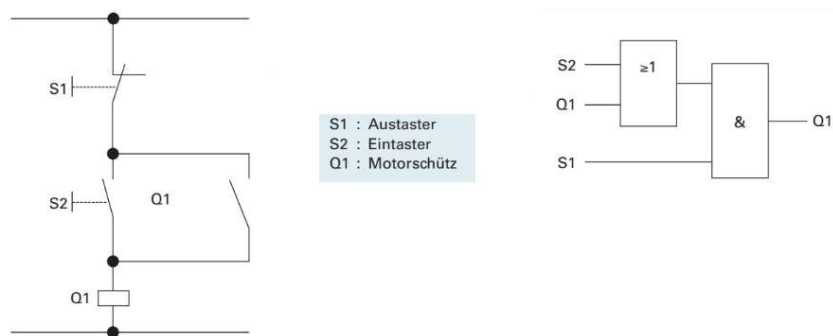 S1
S2
Q1
Q1
S1 : Austaster
S2 : Eintaster
Q1 : Motorschütz
S2
Q1
S1
≥1
&
Q1